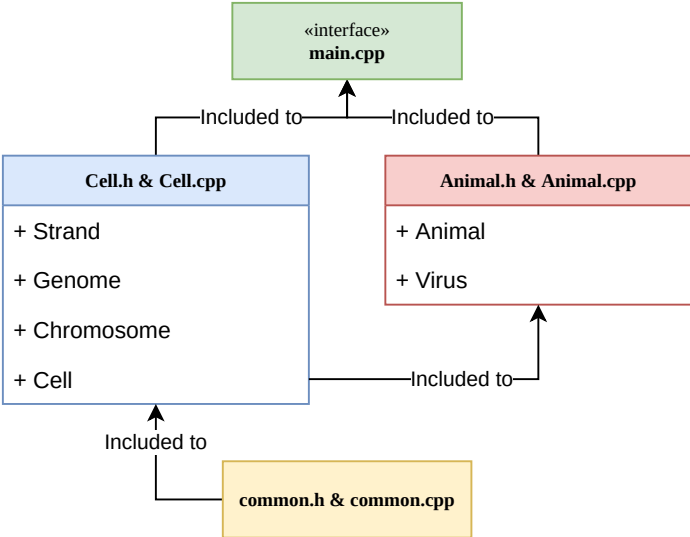 «interface»
main.cpp
Included to
Included to
Cell.h & Cell.cpp
+ Strand
+ Genome
+ Chromosome
+ Cell
Animal.h & Animal.cpp
+ Animal
+ Virus
Included to
Included to
common.h & common.cpp